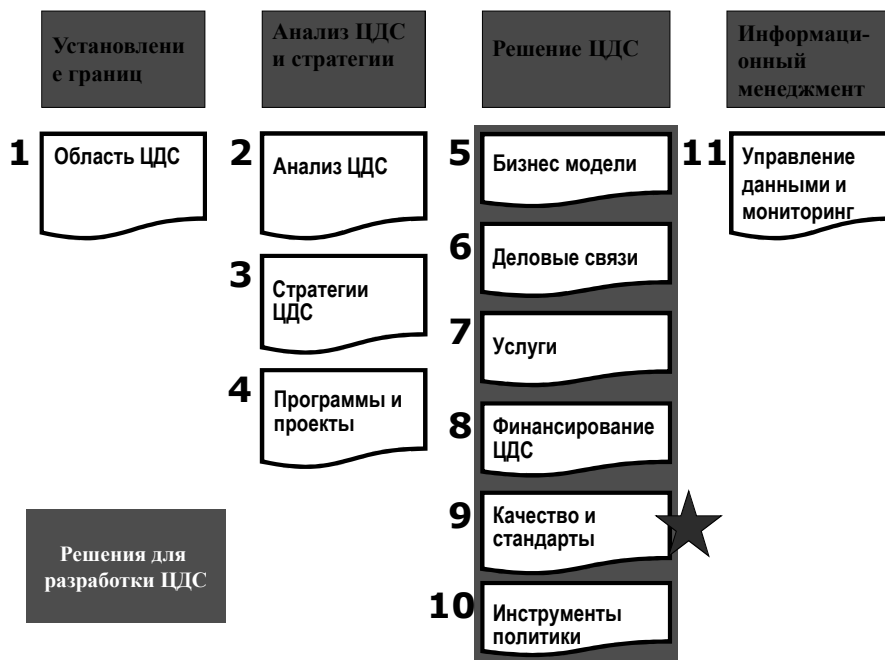 Установлени
е границ
Анализ ЦДС
и стратегии
Решение ЦДС
Информаци-
онный
менеджмент
1
Область ЦДС
2
Анализ ЦДС
3
Стратегии
ЦДС
4
Программы и
проекты
5
Бизнес модели
6
Деловые связи
7
Услуги
8
Финансирование
ЦДС
9
Качество и
стандарты
10
Инструменты
политики
11
Управление
данными и
мониторинг
Решения для
разработки ЦДС